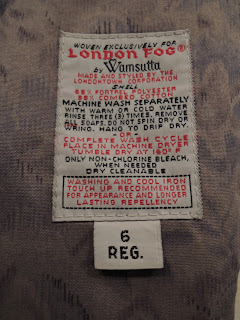 WOVEN EXCLUSIVELY FOR
LONDON FOG®
BY Wamsutta
MADE AND STYLED BY THE
LONDONTOWN CORPORATION
SHELL
65% FORTREL POLYESTER
35% COMBED COTTON
MACHINE WASH SEPARATELY
WITH WARM OR COLD WATER
RINSE THREE (3) TIMES. REMOVE
ALL SOAPS. DO NOT SPIN DRY OR
WRING. HANG TO DRIP DRY
- OR -
COMPLETE WASH CYCLE
PLACE IN MACHINE DRYER
TUMBLE DRY AT 160° F
ONLY NON-CHLORINE BLEACH,
WHEN NEEDED
DRY CLEANABLE
WASHING AND COOL IRON
TOUCH UP RECOMMENDED
FOR APPEARANCE AND LONGER
LASTING REPELLENCY
6
REG.